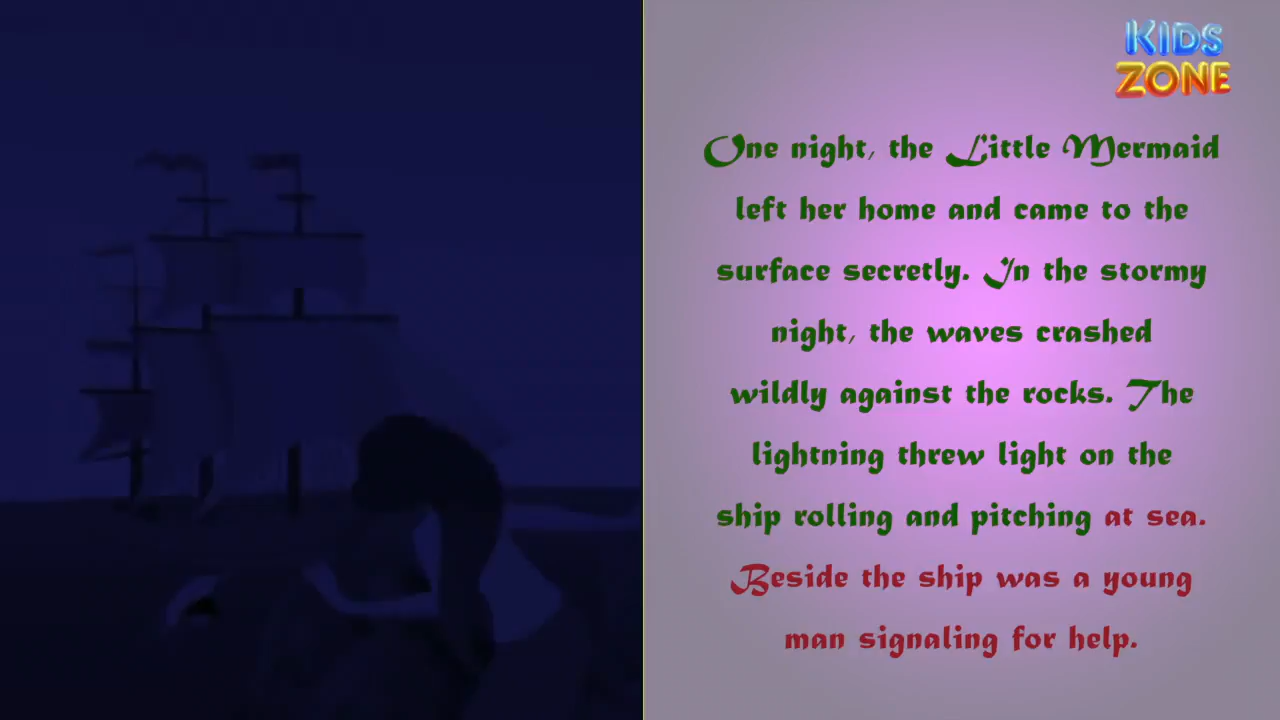 KIDS
ZONE
One night, the Little Mermaid
left her home and came to the
surface secretly. In the stormy
night, the waves crashed
wildly against the rocks. The
lightning threw light on the
ship rolling and pitching at sea.
Beside the ship was a young
man signaling for help.